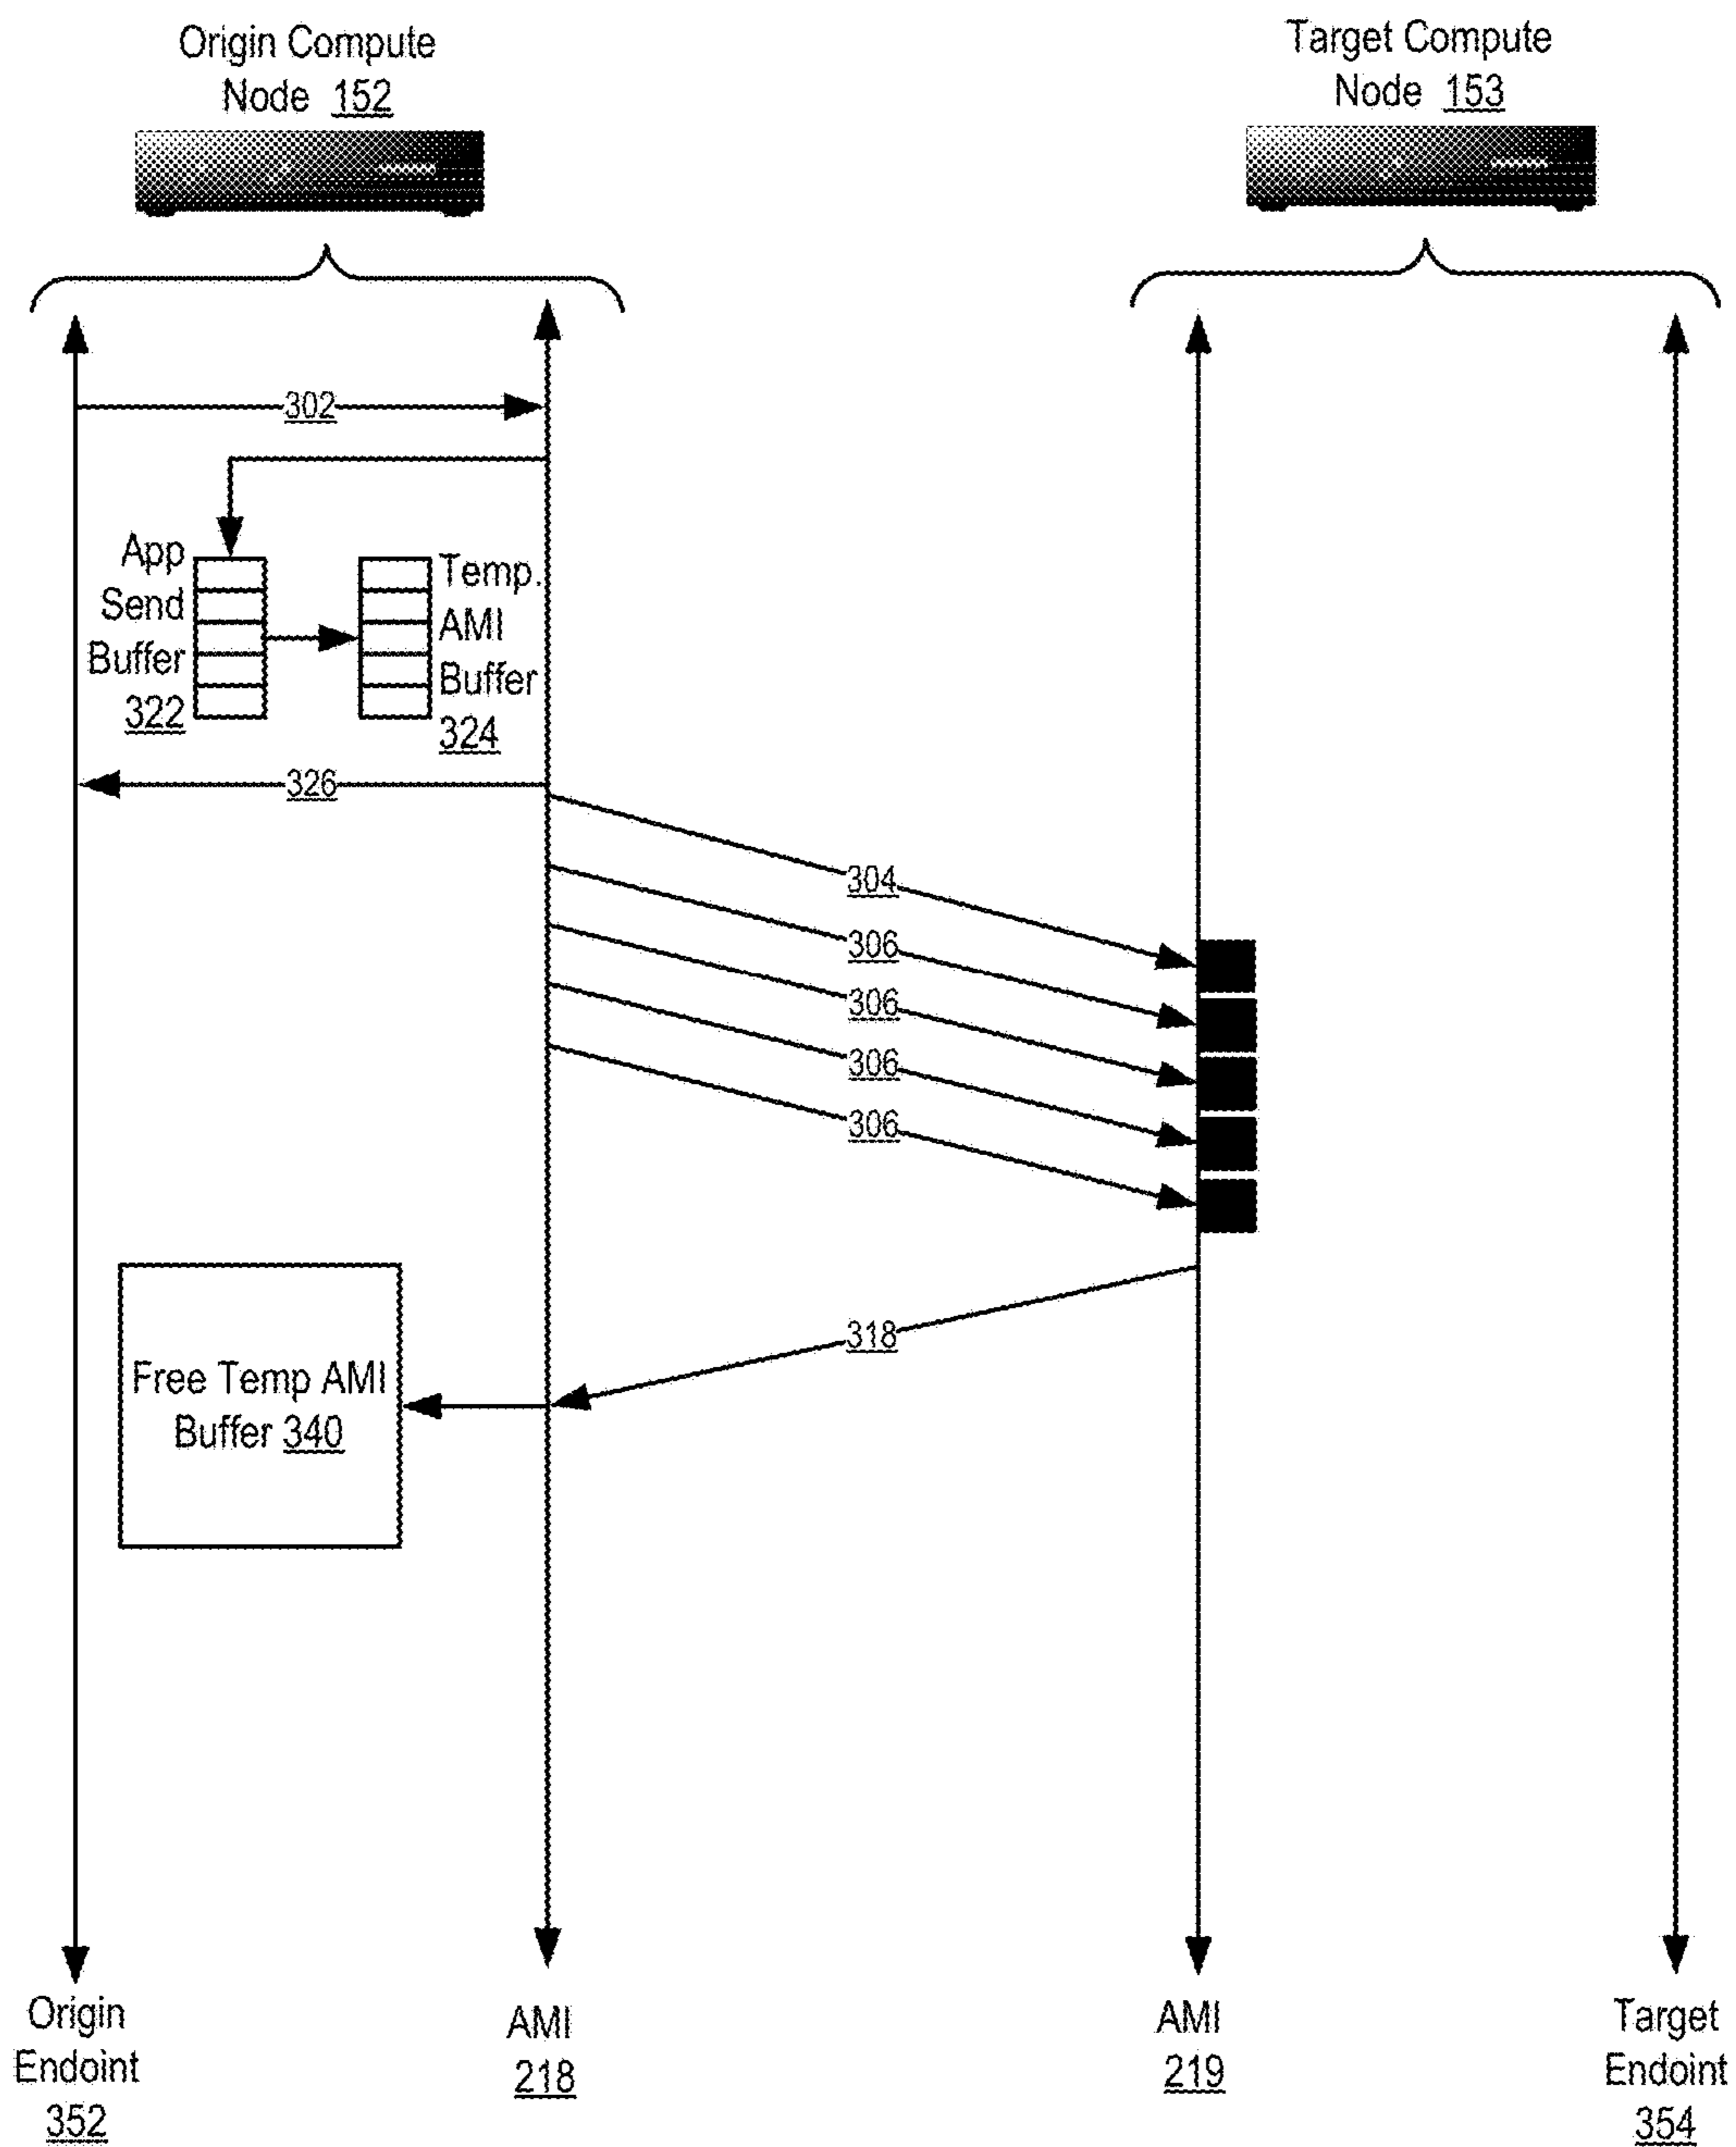 Origin Compute
Node 152
Target Compute
Node 153
302
App
Send
Buffer
322
Temp.
AMI
Buffer
324
326
304
306
306
306
306
318
Free Temp AMI
Buffer 340
Origin
Endoint
352
AMI
218
AMI
219
Target
Endoint
354